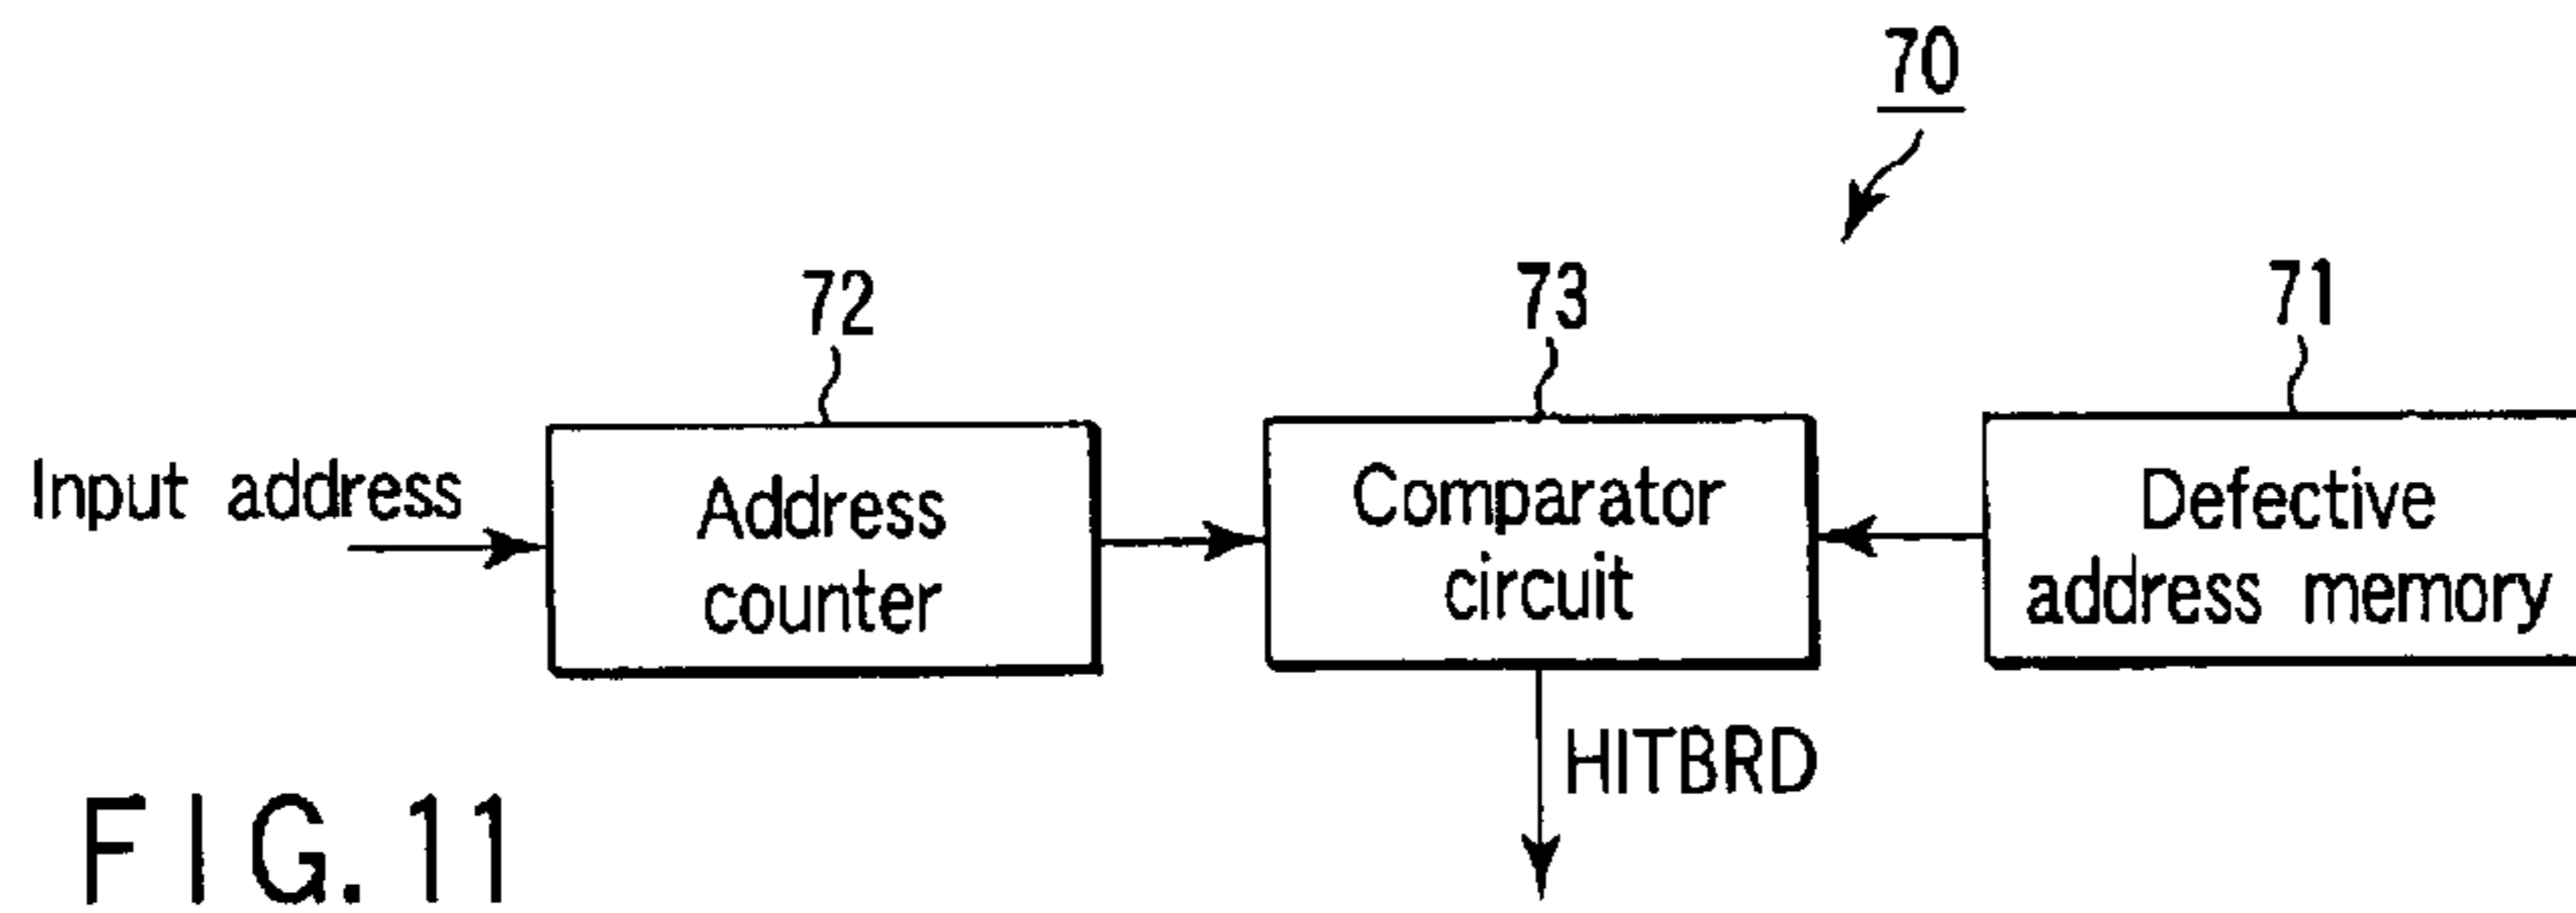 70
72
73
71
Input address
Address
counter
Comparator
circuit
Defective
address memory
HITBRD
FIG. 11